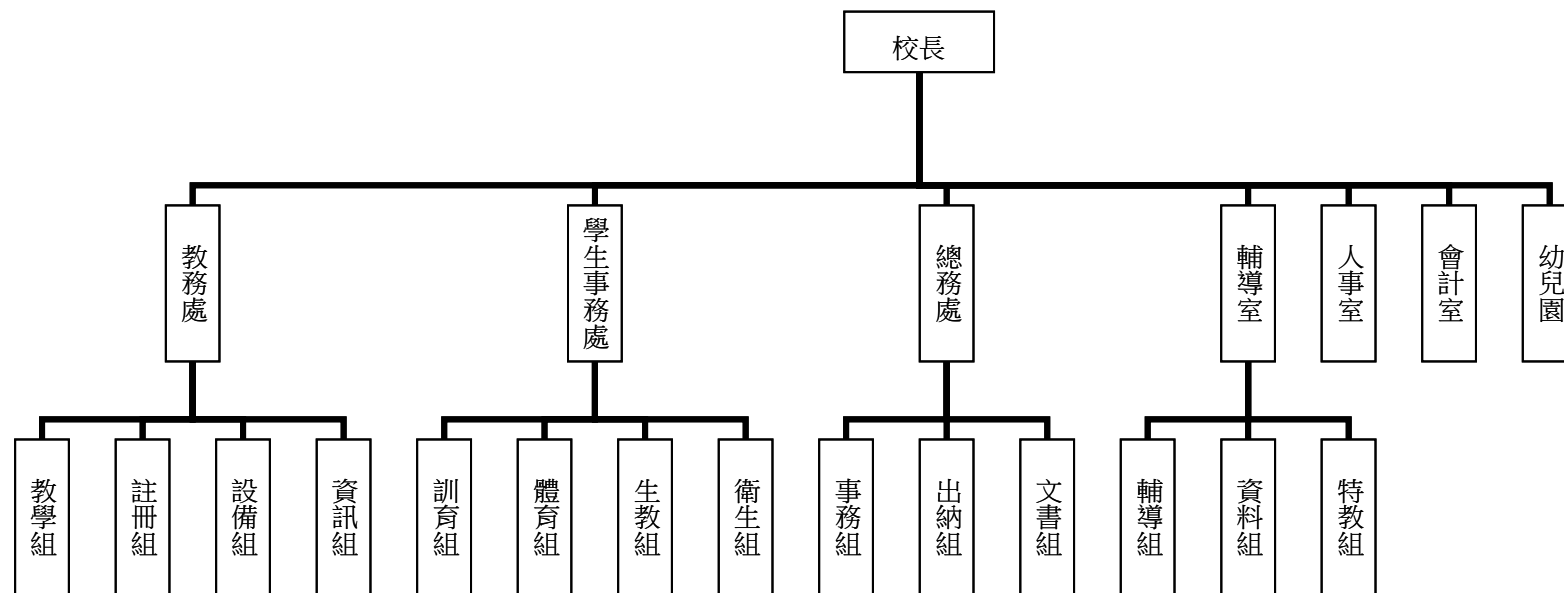 校長
教務處
學生事務處
總務處
輔導室
人事室
會計室
幼兒園
教學組
註冊組
設備組
資訊組
訓育組
體育組
生教組
衛生組
事務組
出納組
文書組
輔導組
資料組
特教組